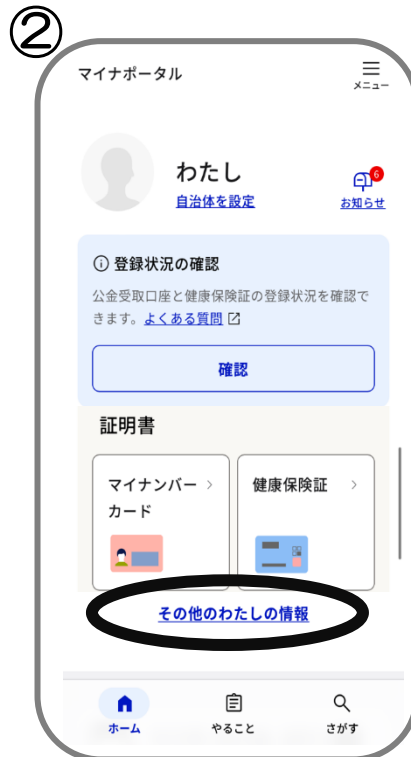 ②
マイナポータル
メニュー
わたし
自治体を設定
6
お知らせ
登録状況の確認
公金受取口座と健康保険証の登録状況を確認で
きます。よくある質問
確認
証明書
マイナンバー
カード
健康保険証
その他のわたしの情報
ホーム
やること
さがす